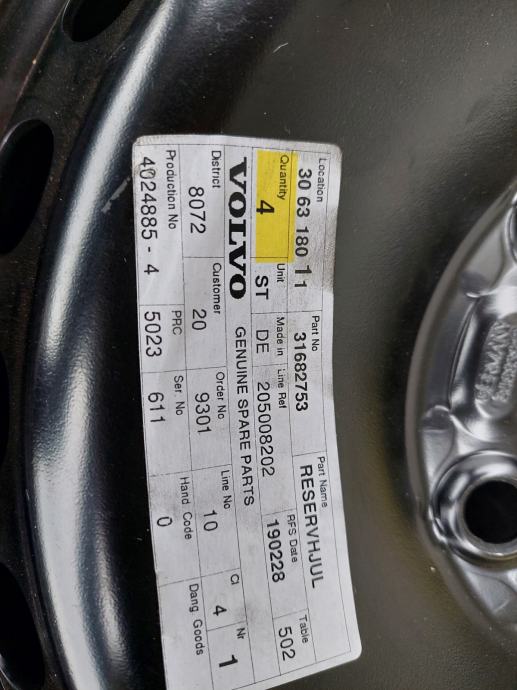 Location Part No Part Name
30 63 180 1 1 31682753 RESERVHJUL
Quantity Unit Made in Line Ref RFS Date Table
4 ST DE 205008202 190228 502
VOLVO GENUINE SPARE PARTS
District Customer Order No Line No Cl Nr
8072 20 9301 10 4 1
Production No PRC Ser. No Hand Code Dang. Goods
4024885 - 4 5023 611 0